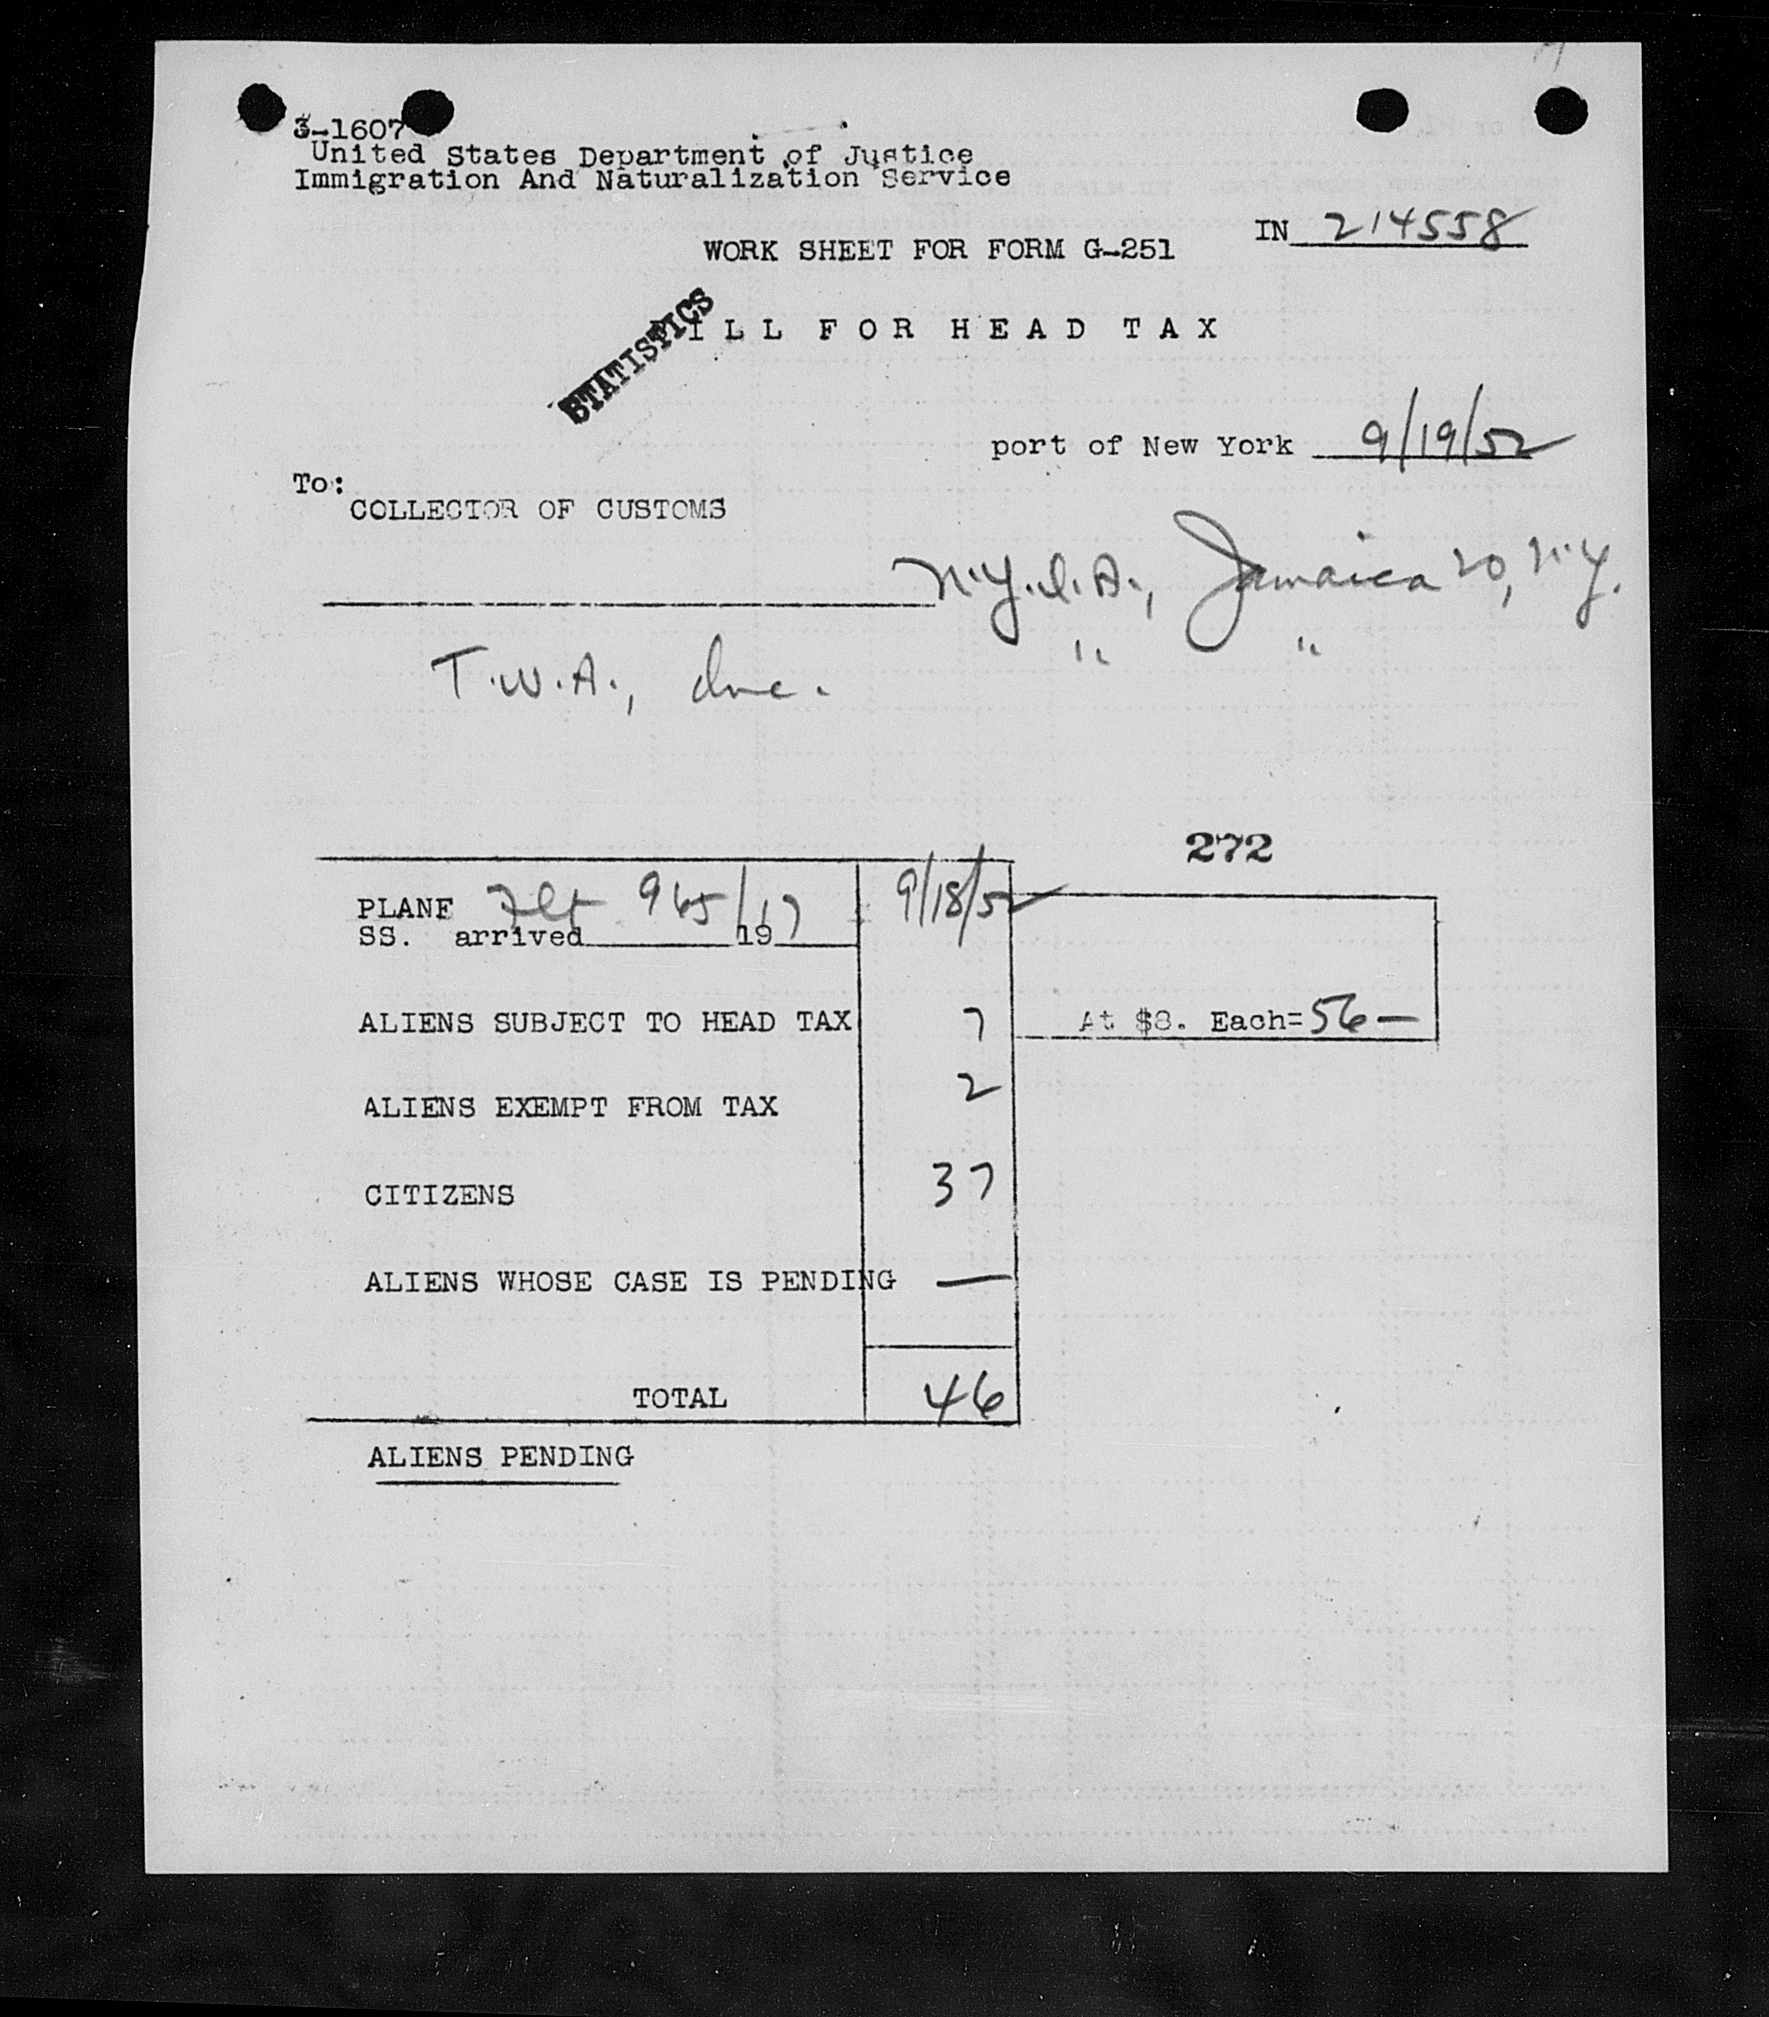 3-1607
United States Department of Justice
Immigration And Naturalization Service
IN 214558
WORK SHEET FOR FORM G-251
STATISTICS
BILL FOR HEAD TAX
port of New York 9/19/52
To:
COLLECTOR OF CUSTOMS
N.Y.I.A., Jamaica 20, N.Y.
T.W.A., Inc. " "
272
PLANE Flt 965/17 9/18/52
SS. arrived 19
ALIENS SUBJECT TO HEAD TAX 7 At $8. Each= 56 —
ALIENS EXEMPT FROM TAX 2
CITIZENS 37
ALIENS WHOSE CASE IS PENDING —
TOTAL 46
ALIENS PENDING